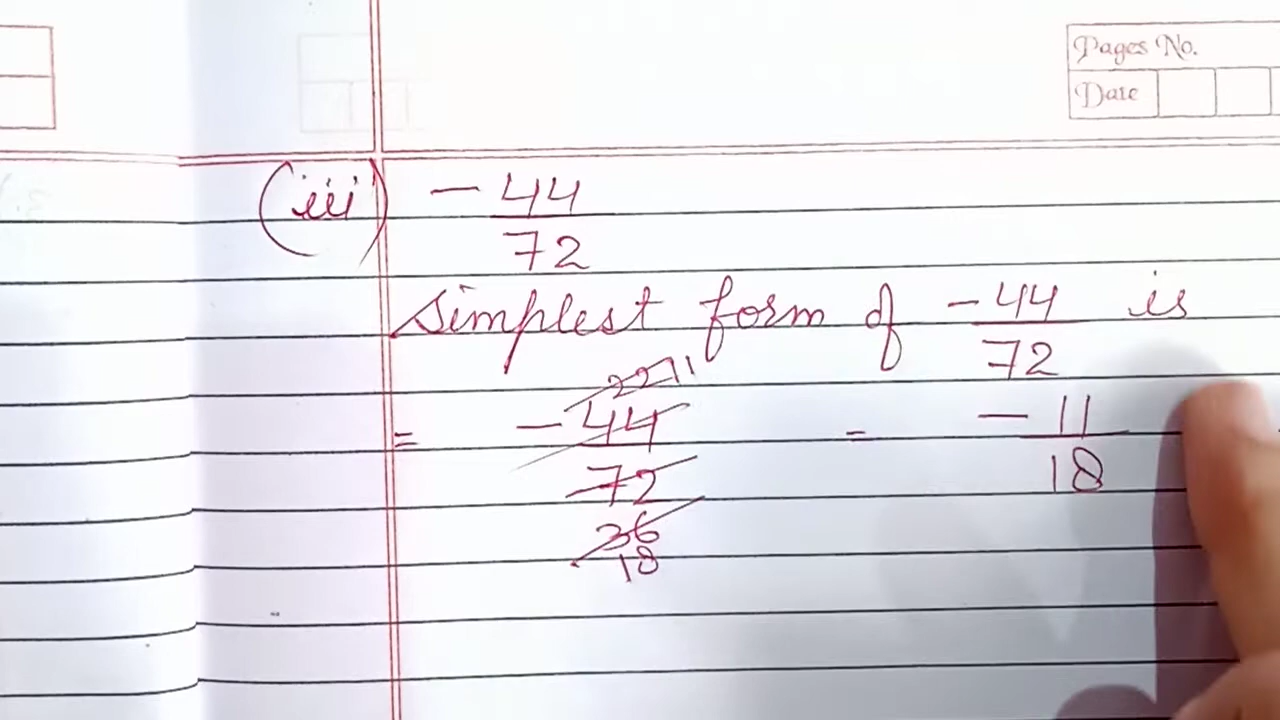 Pages No.
Date
(iii) - 44
72
Simplest form of -44 is
72
22 11
= - 44 = - 11
72 18
36
18